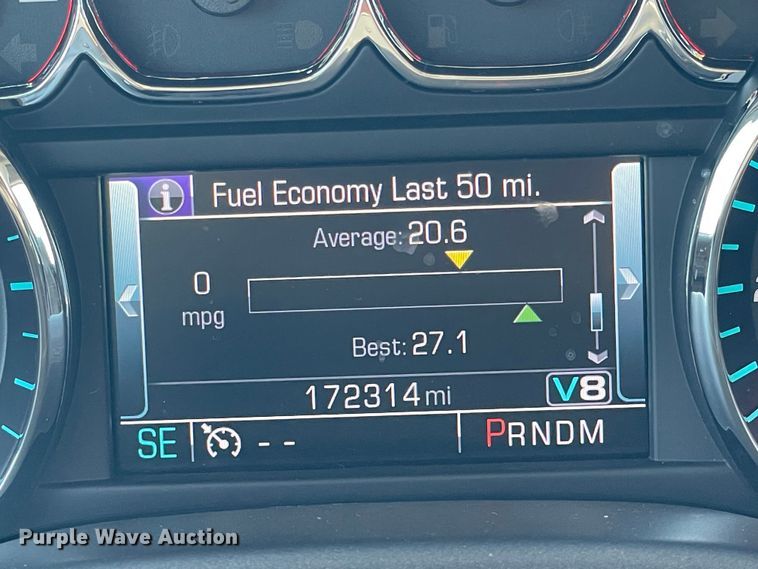 Fuel Economy Last 50 mi.
Average: 20.6
0
mpg
Best: 27.1
172314 mi
V8
SE
- -
PRNDM
Purple Wave Auction